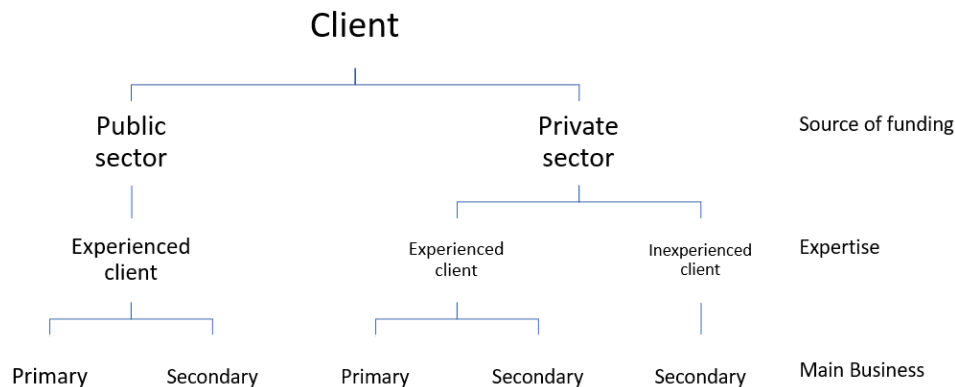 Client
Public
sector
Private
sector
Source of funding
Experienced
client
Experienced
client
Inexperienced
client
Expertise
Primary
Secondary
Primary
Secondary
Secondary
Main Business